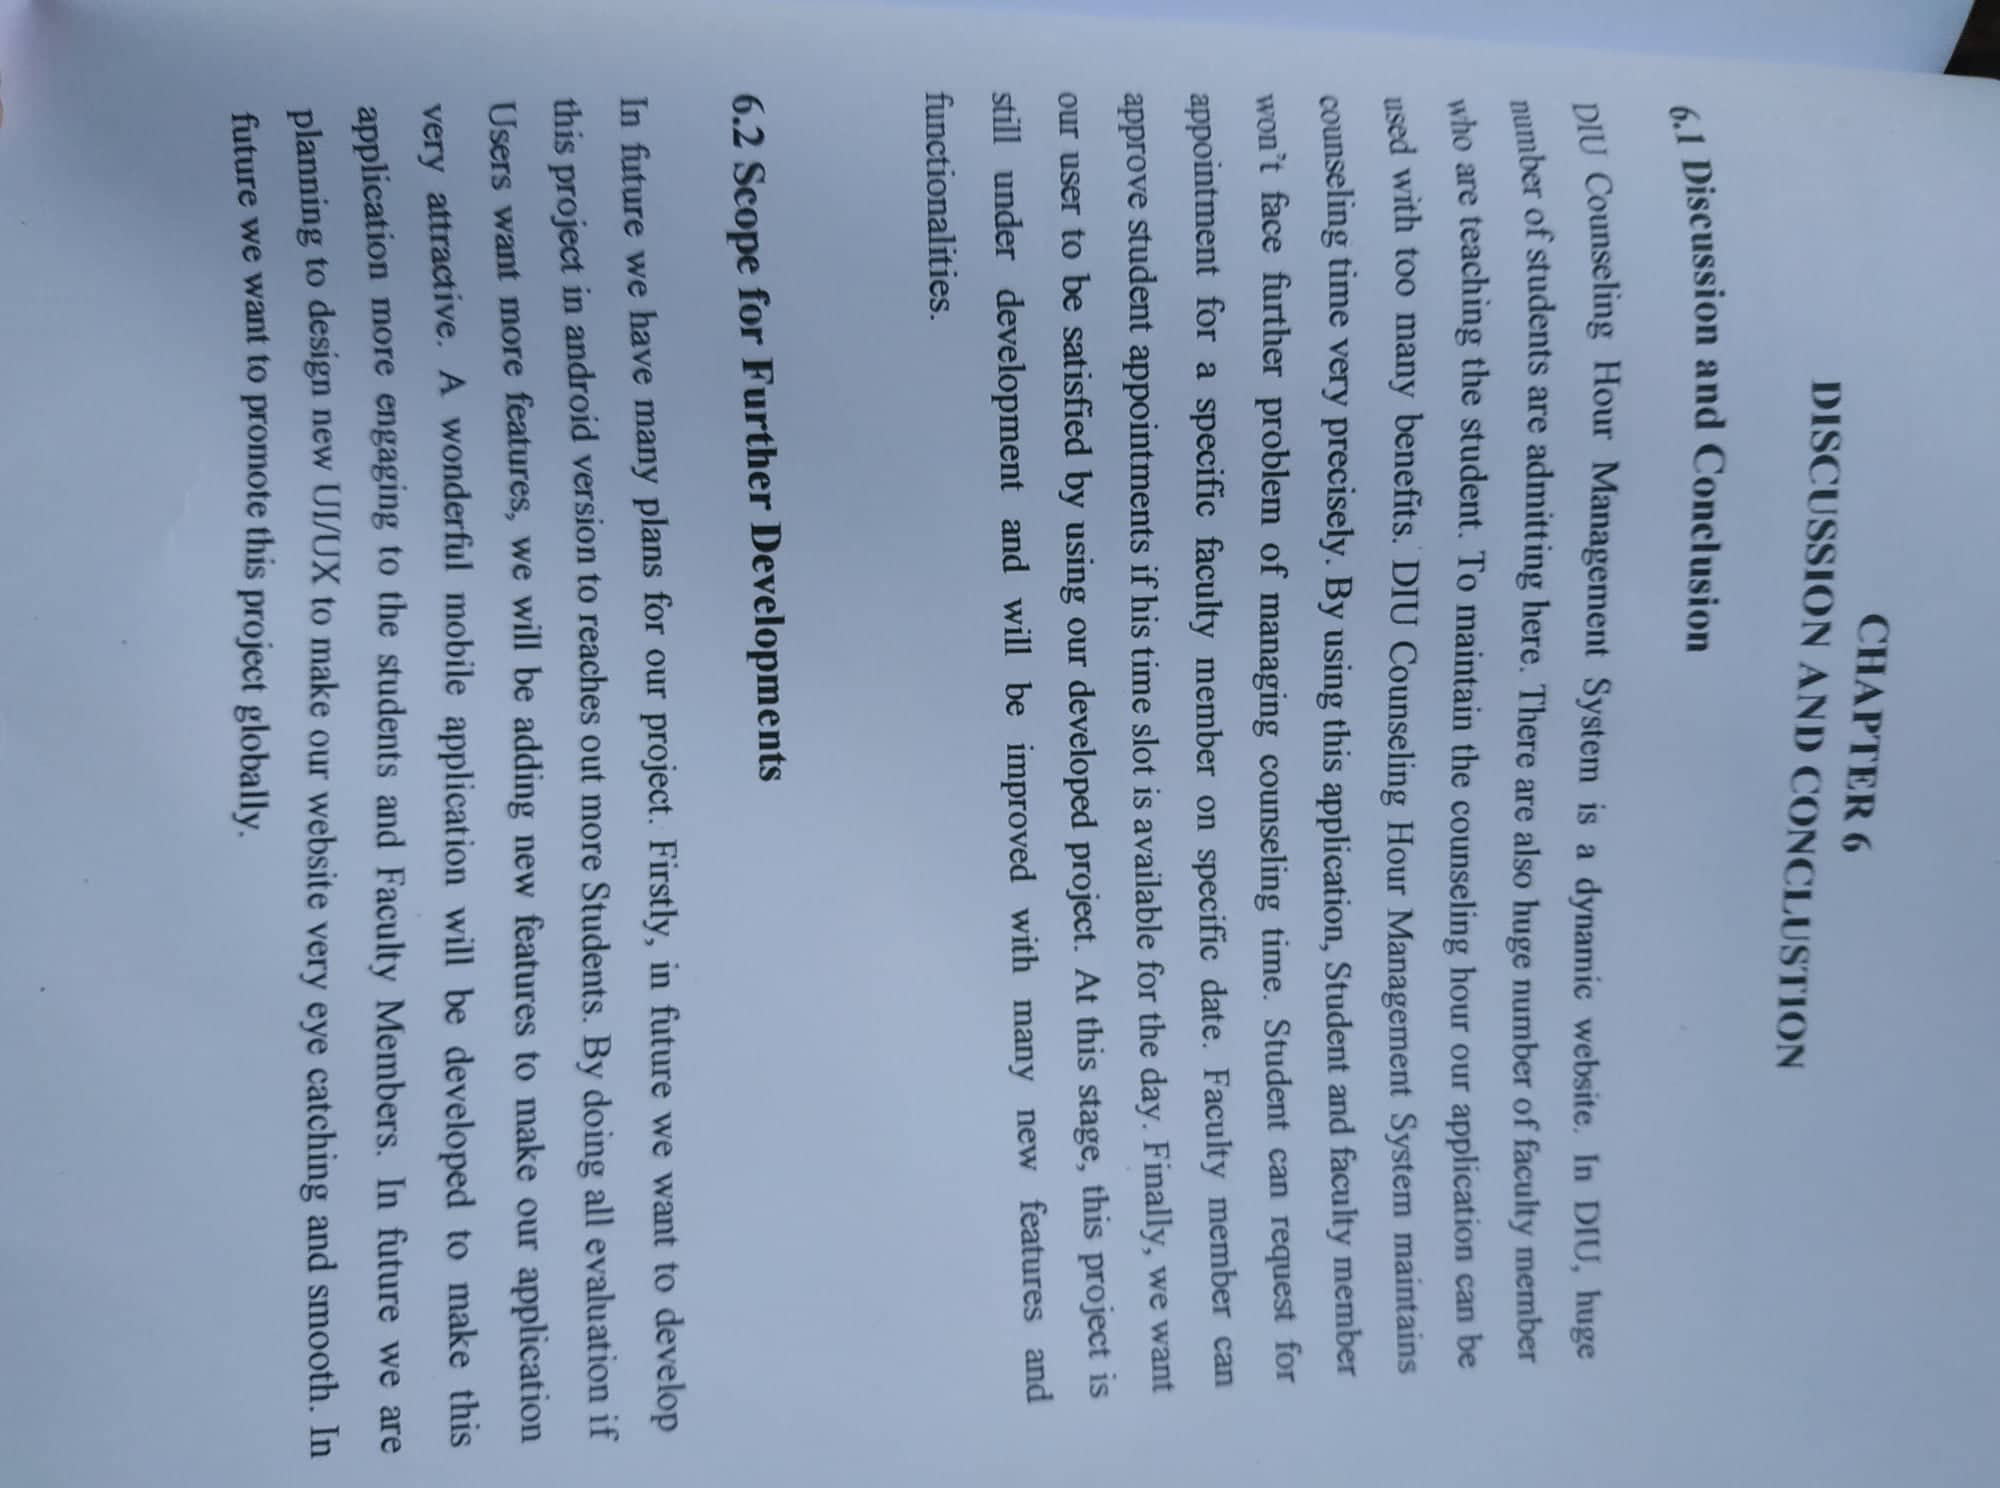 CHAPTER 6
DISCUSSION AND CONCLUSTION
6.1 Discussion and Conclusion
DIU Counseling Hour Management System is a dynamic website. In DIU, huge
number of students are admitting here. There are also huge number of faculty member
who are teaching the student. To maintain the counseling hour our application can be
used with too many benefits. DIU Counseling Hour Management System maintains
counseling time very precisely. By using this application, Student and faculty member
won't face further problem of managing counseling time. Student can request for
appointment for a specific faculty member on specific date. Faculty member can
approve student appointments if his time slot is available for the day. Finally, we want
our user to be satisfied by using our developed project. At this stage, this project is
still under development and will be improved with many new features and
functionalities.
6.2 Scope for Further Developments
In future we have many plans for our project. Firstly, in future we want to develop
this project in android version to reaches out more Students. By doing all evaluation if
Users want more features, we will be adding new features to make our application
very attractive. A wonderful mobile application will be developed to make this
application more engaging to the students and Faculty Members. In future we are
planning to design new UI/UX to make our website very eye catching and smooth. In
future we want to promote this project globally.